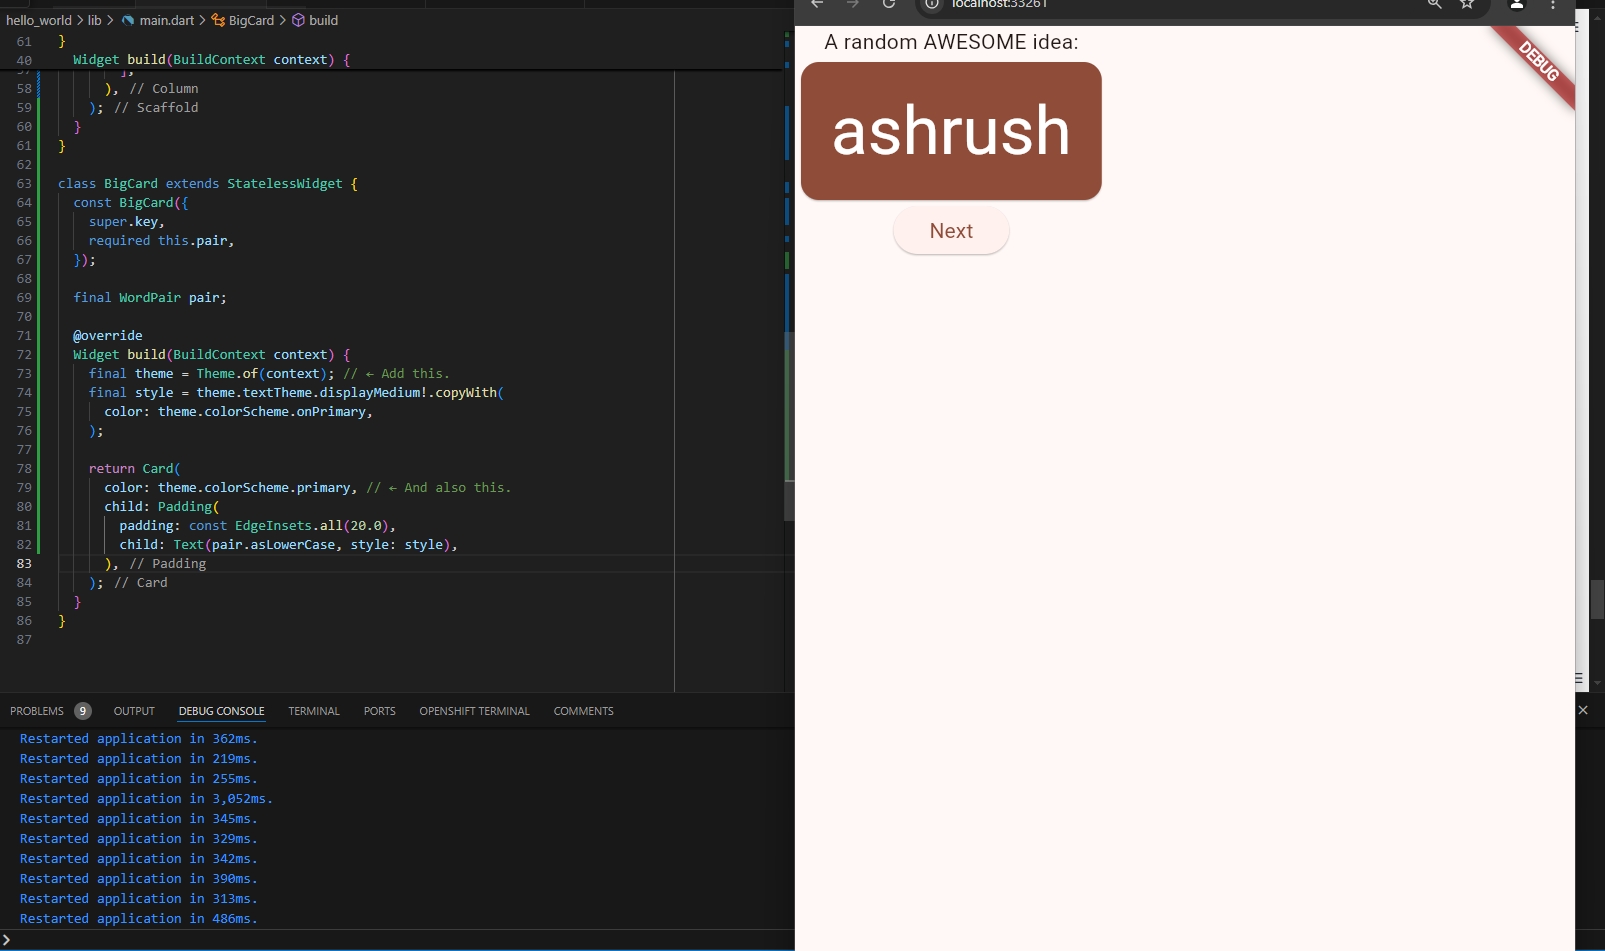 hello_world > lib > main.dart > BigCard > build
61 }
40 Widget build(BuildContext context) {
58 ), // Column
59 ); // Scaffold
60 }
61 }
62
63 class BigCard extends StatelessWidget {
64 const BigCard({
65 super.key,
66 required this.pair,
67 });
68
69 final WordPair pair;
70
71 @override
72 Widget build(BuildContext context) {
73 final theme = Theme.of(context); // ← Add this.
74 final style = theme.textTheme.displayMedium!.copyWith(
75 color: theme.colorScheme.onPrimary,
76 );
77
78 return Card(
79 color: theme.colorScheme.primary, // ← And also this.
80 child: Padding(
81 padding: const EdgeInsets.all(20.0),
82 child: Text(pair.asLowerCase, style: style),
83 ), // Padding
84 ); // Card
85 }
86 }
87
PROBLEMS 9 OUTPUT DEBUG CONSOLE TERMINAL PORTS OPENSHIFT TERMINAL COMMENTS
Restarted application in 362ms.
Restarted application in 219ms.
Restarted application in 255ms.
Restarted application in 3,052ms.
Restarted application in 345ms.
Restarted application in 329ms.
Restarted application in 342ms.
Restarted application in 390ms.
Restarted application in 313ms.
Restarted application in 486ms.
localhost:33261
A random AWESOME idea:
DEBUG
ashrush
Next